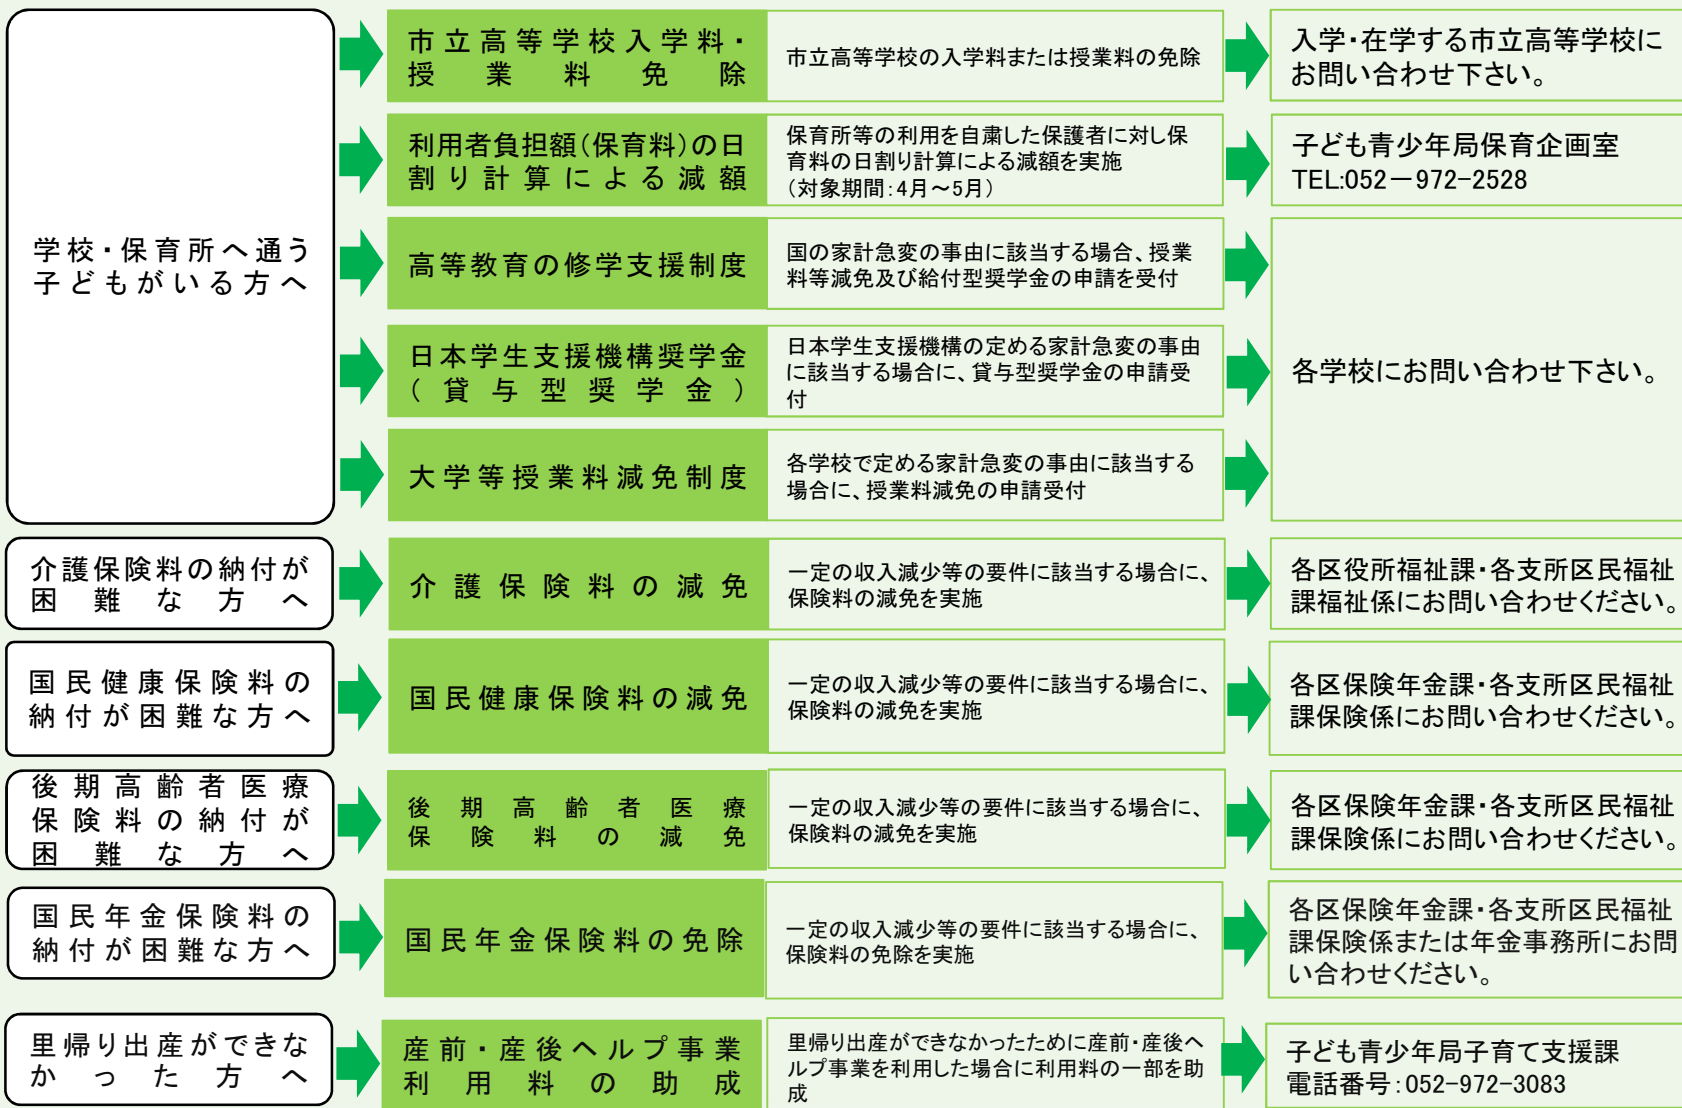 学校・保育所へ通う
子どもがいる方へ
市立高等学校入学料・
授業料免除
市立高等学校の入学料または授業料の免除
入学・在学する市立高等学校に
お問い合わせ下さい。
利用者負担額(保育料)の日
割り計算による減額
保育所等の利用を自粛した保護者に対し保
育料の日割り計算による減額を実施
(対象期間:4月~5月)
子ども青少年局保育企画室
TEL:052-972-2528
高等教育の修学支援制度
国の家計急変の事由に該当する場合、授業
料等減免及び給付型奨学金の申請を受付
日本学生支援機構奨学金
(貸与型奨学金)
日本学生支援機構の定める家計急変の事由
に該当する場合に、貸与型奨学金の申請受
付
各学校にお問い合わせ下さい。
大学等授業料減免制度
各学校で定める家計急変の事由に該当する
場合に、授業料減免の申請受付
介護保険料の納付が
困難な方へ
介護保険料の減免
一定の収入減少等の要件に該当する場合に、
保険料の減免を実施
各区役所福祉課・各支所区民福祉
課福祉係にお問い合わせください。
国民健康保険料の
納付が困難な方へ
国民健康保険料の減免
一定の収入減少等の要件に該当する場合に、
保険料の減免を実施
各区保険年金課・各支所区民福祉
課保険係にお問い合わせください。
後期高齢者医療
保険料の納付が
困難な方へ
後期高齢者医療
保険料の減免
一定の収入減少等の要件に該当する場合に、
保険料の減免を実施
各区保険年金課・各支所区民福祉
課保険係にお問い合わせください。
国民年金保険料の
納付が困難な方へ
国民年金保険料の免除
一定の収入減少等の要件に該当する場合に、
保険料の免除を実施
各区保険年金課・各支所区民福祉
課保険係または年金事務所にお問
い合わせください。
里帰り出産ができな
かった方へ
産前・産後ヘルプ事業
利用料の助成
里帰り出産ができなかったために産前・産後ヘ
ルプ事業を利用した場合に利用料の一部を助
成
子ども青少年局子育て支援課
電話番号:052-972-3083